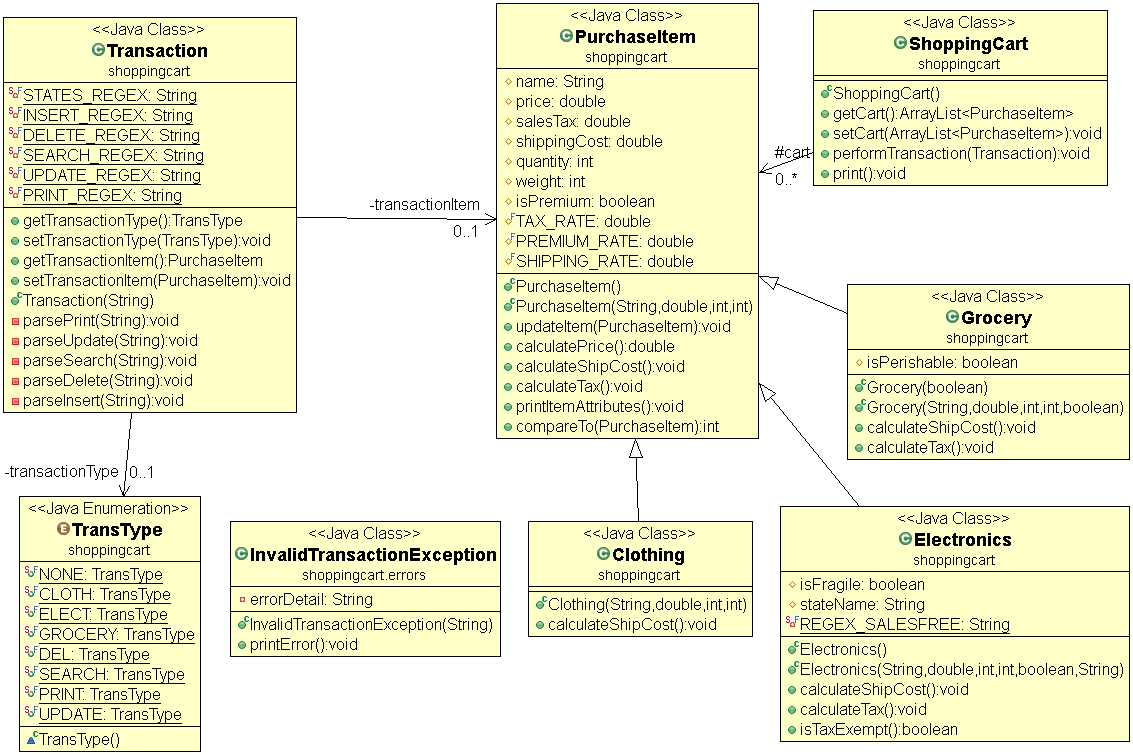 <<Java Class>>
Transaction
shoppingcart
STATES_REGEX: String
INSERT_REGEX: String
DELETE_REGEX: String
SEARCH_REGEX: String
UPDATE_REGEX: String
PRINT_REGEX: String
getTransactionType():TransType
setTransactionType(TransType):void
getTransactionItem():PurchaseItem
setTransactionItem(PurchaseItem):void
Transaction(String)
parsePrint(String):void
parseUpdate(String):void
parseSearch(String):void
parseDelete(String):void
parseInsert(String):void
-transactionItem
0..1
<<Java Class>>
PurchaseItem
shoppingcart
name: String
price: double
salesTax: double
shippingCost: double
quantity: int
weight: int
isPremium: boolean
TAX_RATE: double
PREMIUM_RATE: double
SHIPPING_RATE: double
PurchaseItem()
PurchaseItem(String,double,int,int)
updateItem(PurchaseItem):void
calculatePrice():double
calculateShipCost():void
calculateTax():void
printItemAttributes():void
compareTo(PurchaseItem):int
<<Java Class>>
ShoppingCart
shoppingcart
ShoppingCart()
getCart():ArrayList<PurchaseItem>
setCart(ArrayList<PurchaseItem>):void
performTransaction(Transaction):void
print():void
#cart
0..*
<<Java Class>>
Grocery
shoppingcart
isPerishable: boolean
Grocery(boolean)
Grocery(String,double,int,int,boolean)
calculateShipCost():void
calculateTax():void
-transactionType
0..1
<<Java Enumeration>>
TransType
shoppingcart
NONE: TransType
CLOTH: TransType
ELECT: TransType
GROCERY: TransType
DEL: TransType
SEARCH: TransType
PRINT: TransType
UPDATE: TransType
TransType()
<<Java Class>>
InvalidTransactionException
shoppingcart.errors
errorDetail: String
InvalidTransactionException(String)
printError():void
<<Java Class>>
Clothing
shoppingcart
Clothing(String,double,int,int)
calculateShipCost():void
<<Java Class>>
Electronics
shoppingcart
isFragile: boolean
stateName: String
REGEX_SALESFREE: String
Electronics()
Electronics(String,double,int,int,boolean,String)
calculateShipCost():void
calculateTax():void
isTaxExempt():boolean